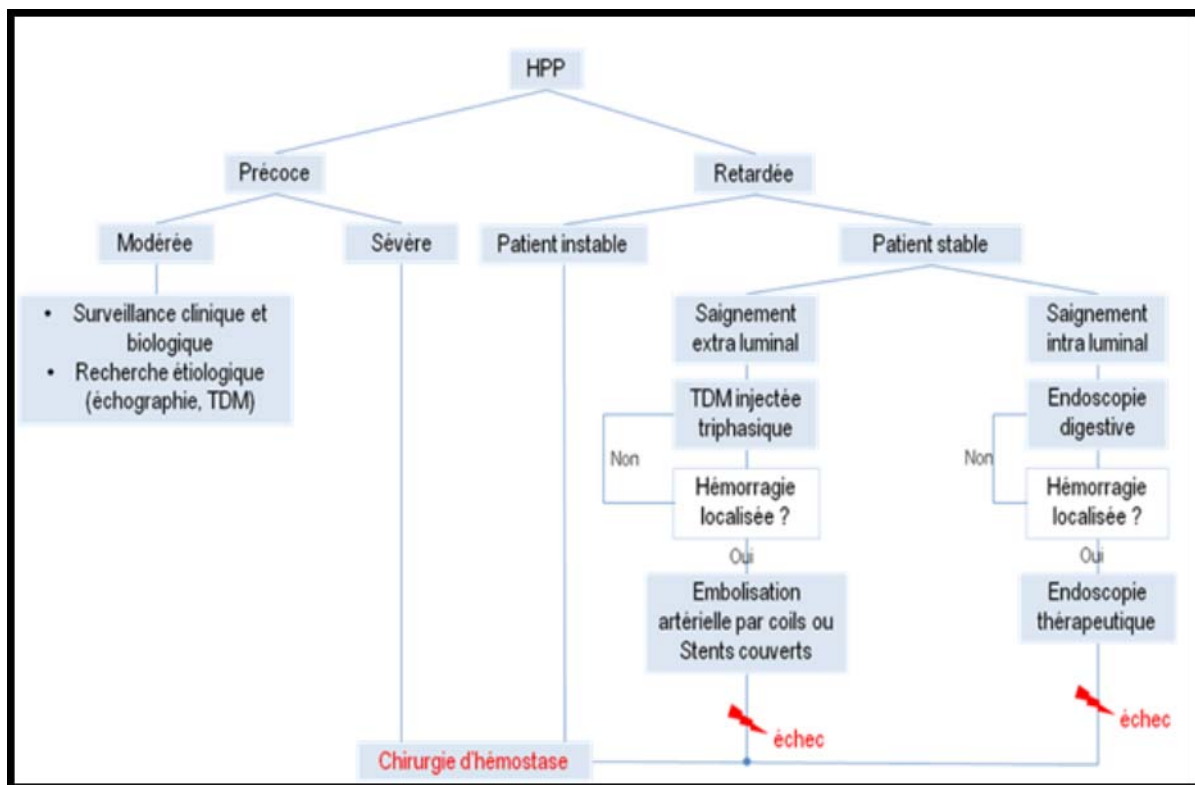 HPP
Précoce
Retardée
Modérée
Sévère
Patient instable
Patient stable
• Surveillance clinique et
biologique
• Recherche étiologique
(échographie, TDM)
Saignement
extra luminal
Saignement
intra luminal
TDM injectée
triphasique
Endoscopie
digestive
Non
Non
Hémorragie
localisée ?
Hémorragie
localisée ?
Oui
Oui
Embolisation
artérielle par coils ou
Stents couverts
Endoscopie
thérapeutique
échec
échec
Chirurgie d'hémostase